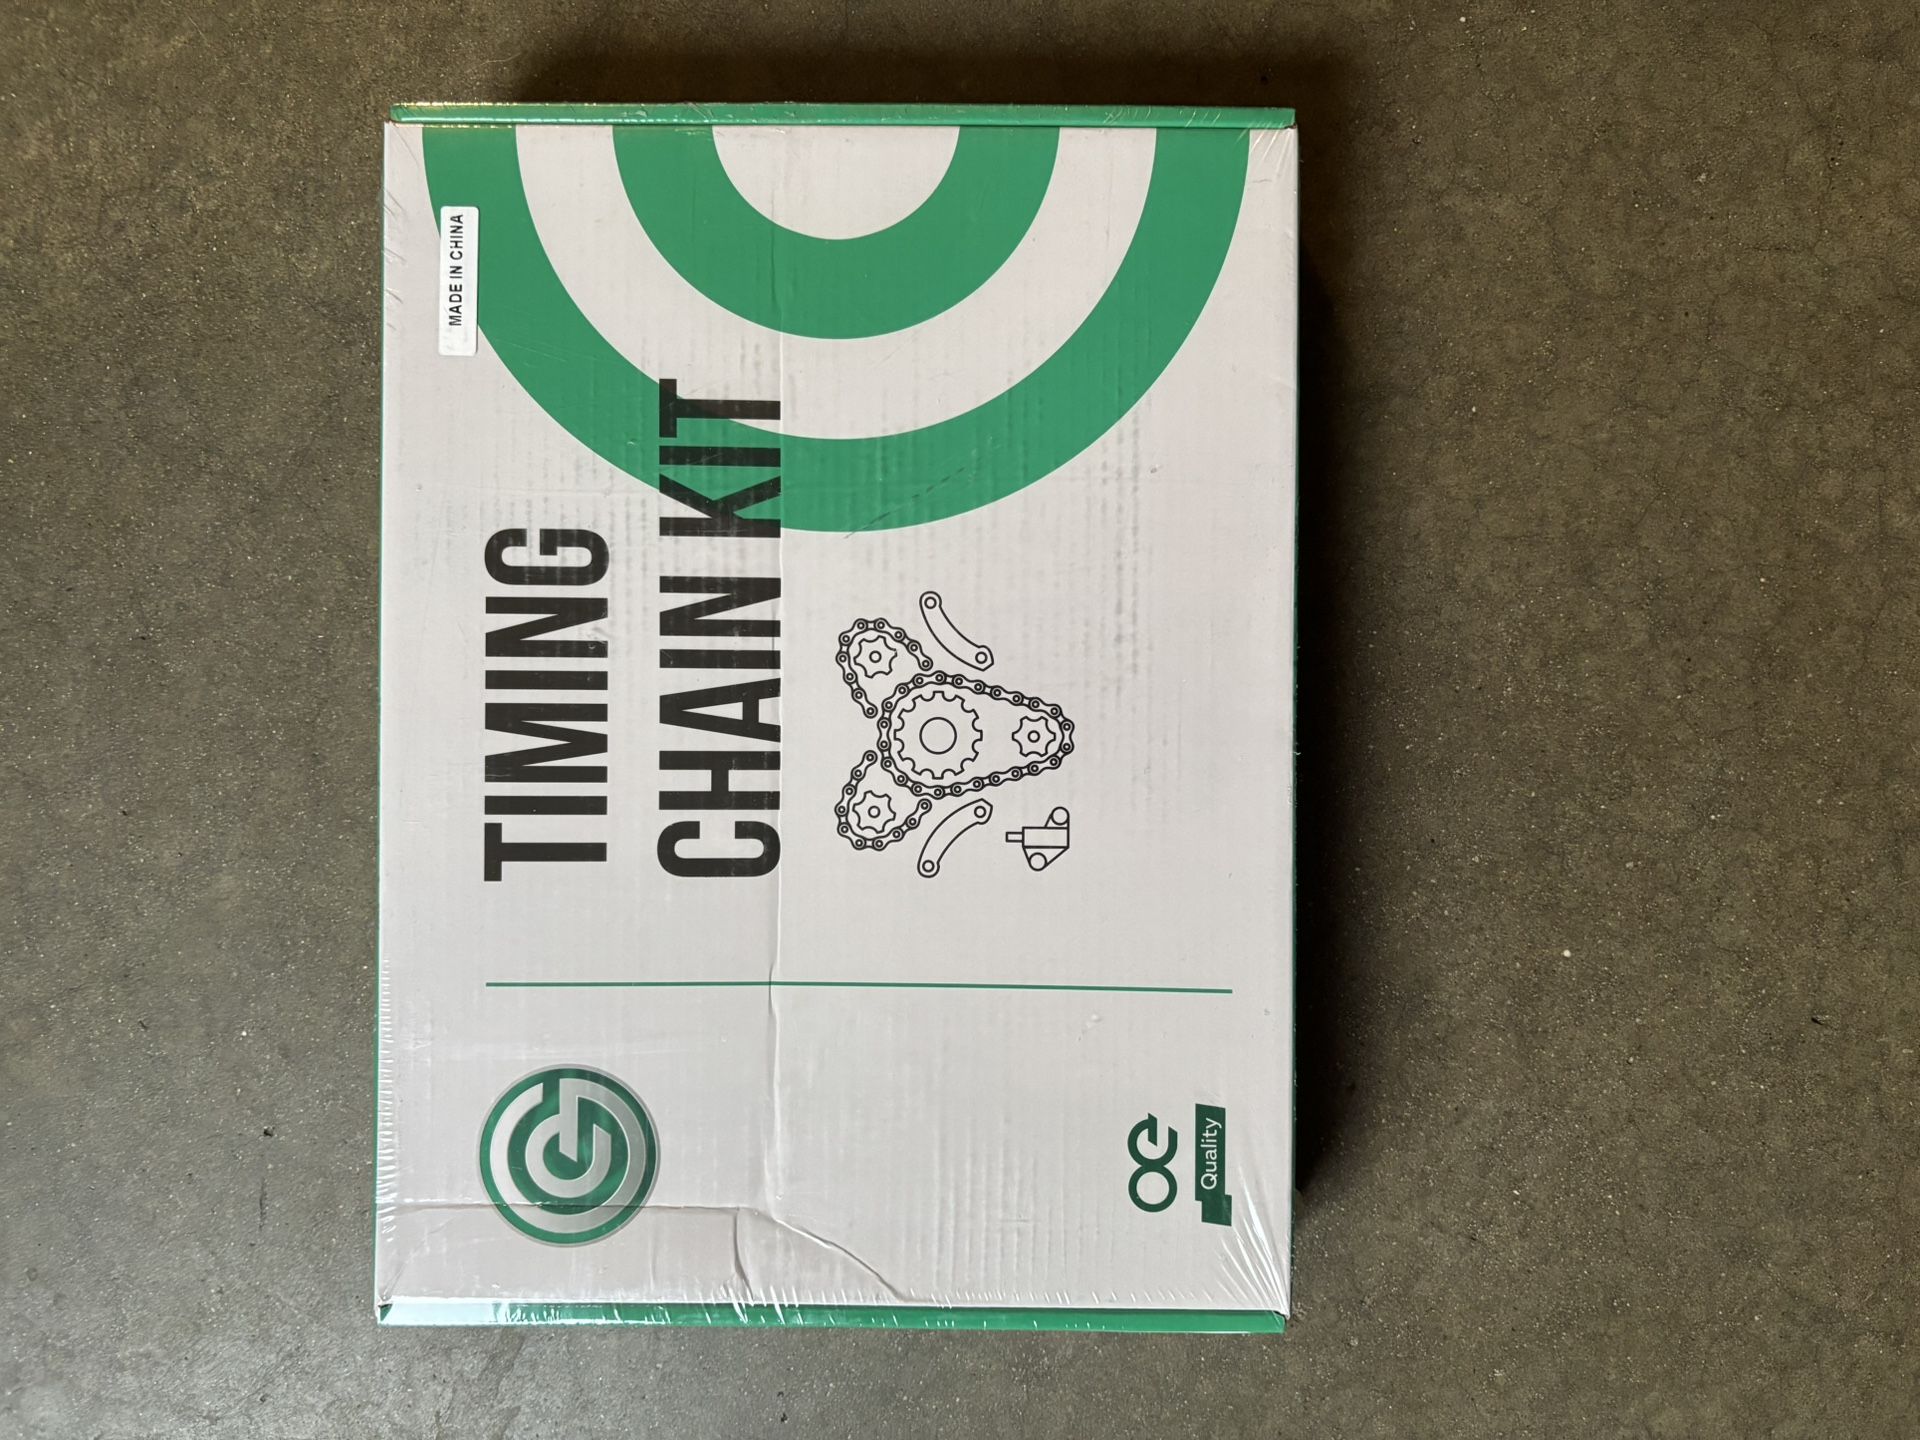 MADE IN CHINA
TIMING
CHAIN KIT
OE
Quality